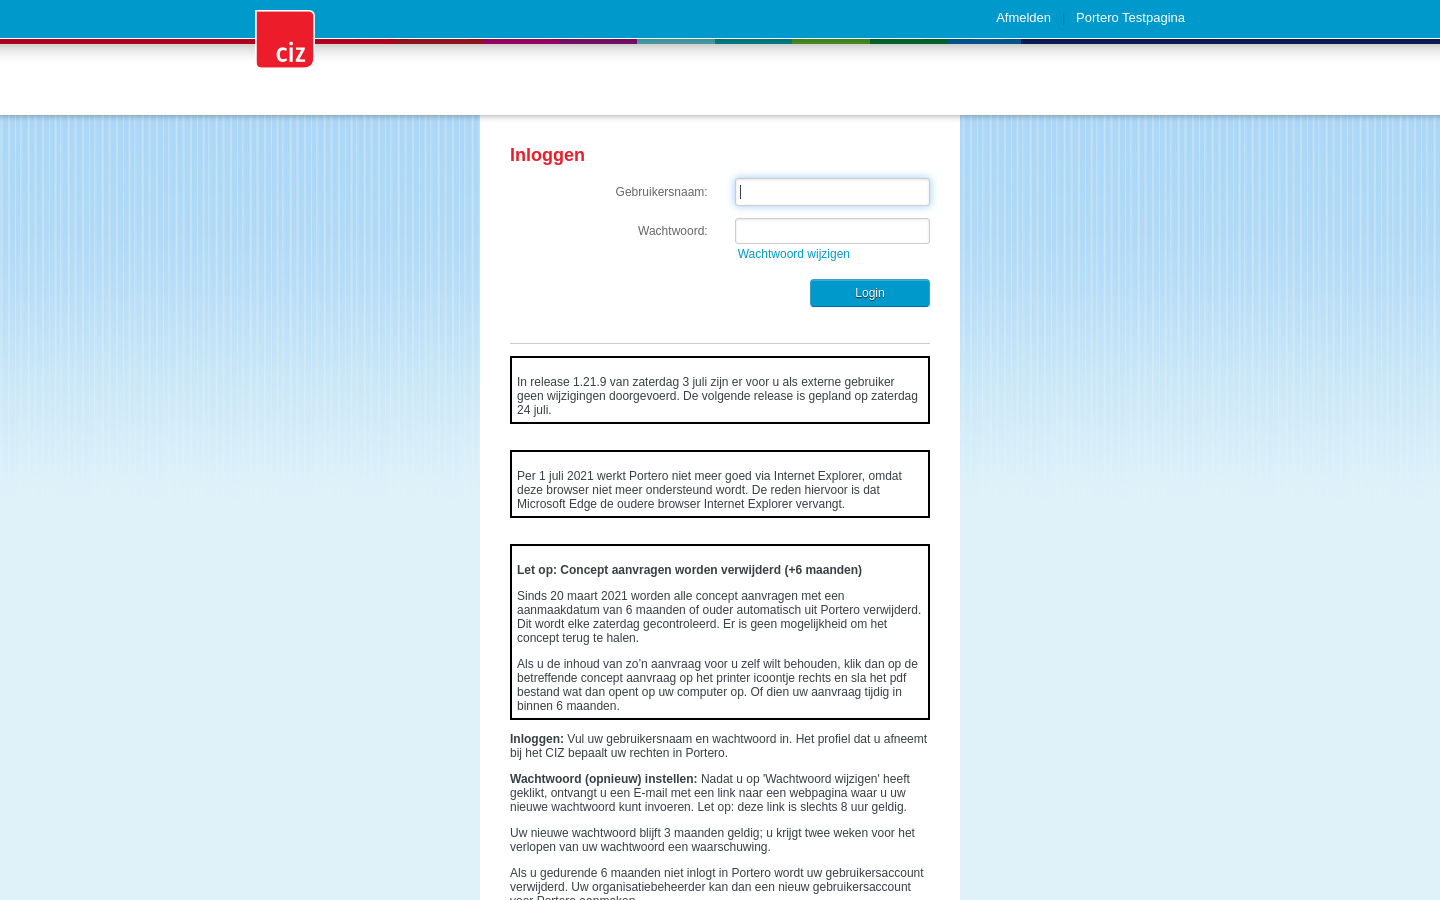 Afmelden | Portero Testpagina
ciz
Inloggen
Gebruikersnaam:
Wachtwoord:
Wachtwoord wijzigen
Login
In release 1.21.9 van zaterdag 3 juli zijn er voor u als externe gebruiker
geen wijzigingen doorgevoerd. De volgende release is gepland op zaterdag
24 juli.
Per 1 juli 2021 werkt Portero niet meer goed via Internet Explorer, omdat
deze browser niet meer ondersteund wordt. De reden hiervoor is dat
Microsoft Edge de oudere browser Internet Explorer vervangt.
Let op: Concept aanvragen worden verwijderd (+6 maanden)
Sinds 20 maart 2021 worden alle concept aanvragen met een
aanmaakdatum van 6 maanden of ouder automatisch uit Portero verwijderd.
Dit wordt elke zaterdag gecontroleerd. Er is geen mogelijkheid om het
concept terug te halen.
Als u de inhoud van zo’n aanvraag voor u zelf wilt behouden, klik dan op de
betreffende concept aanvraag op het printer icoontje rechts en sla het pdf
bestand wat dan opent op uw computer op. Of dien uw aanvraag tijdig in
binnen 6 maanden.
Inloggen: Vul uw gebruikersnaam en wachtwoord in. Het profiel dat u afneemt
bij het CIZ bepaalt uw rechten in Portero.
Wachtwoord (opnieuw) instellen: Nadat u op 'Wachtwoord wijzigen' heeft
geklikt, ontvangt u een E-mail met een link naar een webpagina waar u uw
nieuwe wachtwoord kunt invoeren. Let op: deze link is slechts 8 uur geldig.
Uw nieuwe wachtwoord blijft 3 maanden geldig; u krijgt twee weken voor het
verlopen van uw wachtwoord een waarschuwing.
Als u gedurende 6 maanden niet inlogt in Portero wordt uw gebruikersaccount
verwijderd. Uw organisatiebeheerder kan dan een nieuw gebruikersaccount
voor Portero aanmaken.